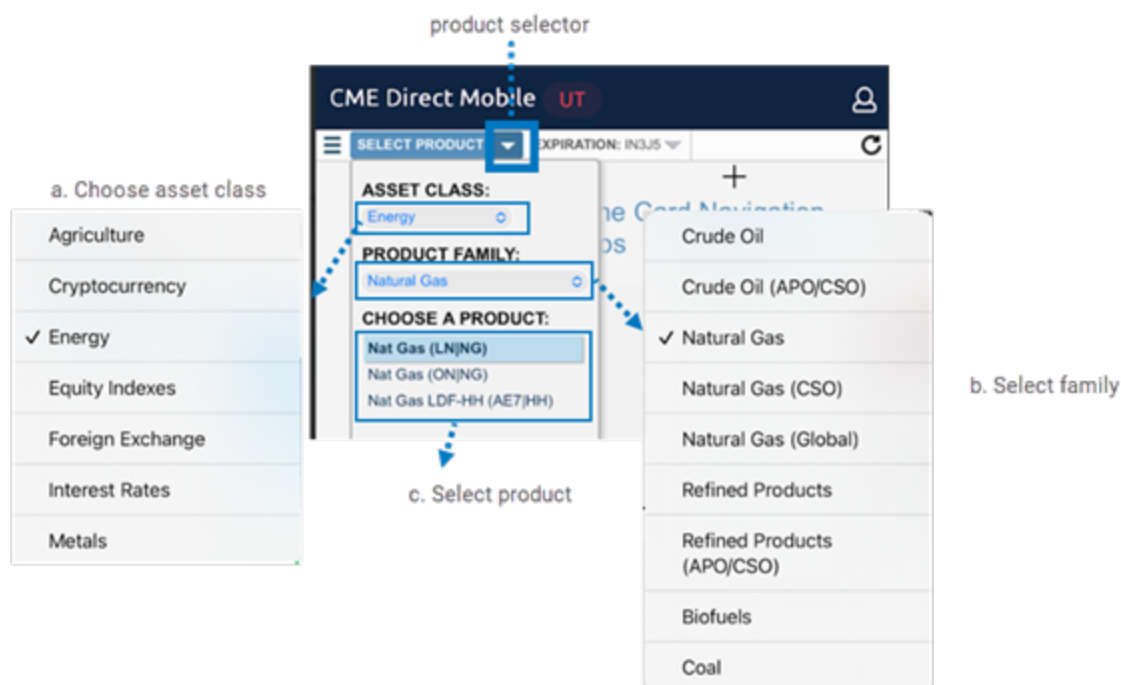 product selector
CME Direct Mobile UT
SELECT PRODUCT EXPIRATION: IN3J5
a. Choose asset class
Agriculture
Cryptocurrency
✓ Energy
Equity Indexes
Foreign Exchange
Interest Rates
Metals
ASSET CLASS:
Energy
PRODUCT FAMILY:
Natural Gas
CHOOSE A PRODUCT:
Nat Gas (LN|NG)
Nat Gas (ON|NG)
Nat Gas LDF-HH (AE7|HH)
c. Select product
Navigation
Crude Oil
Crude Oil (APO/CSO)
✓ Natural Gas
Natural Gas (CSO)
Natural Gas (Global)
Refined Products
Refined Products
(APO/CSO)
Biofuels
Coal
b. Select family